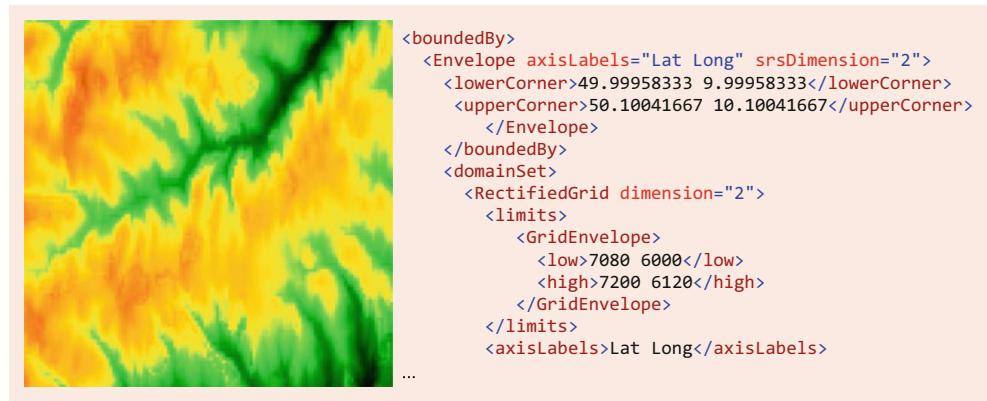 <boundedBy>
<Envelope axisLabels="Lat Long" srsDimension="2">
<lowerCorner>49.99958333 9.99958333</lowerCorner>
<upperCorner>50.10041667 10.10041667</upperCorner>
</Envelope>
</boundedBy>
<domainSet>
<RectifiedGrid dimension="2">
<limits>
<GridEnvelope>
<low>7080 6000</low>
<high>7200 6120</high>
</GridEnvelope>
</limits>
<axisLabels>Lat Long</axisLabels>
...